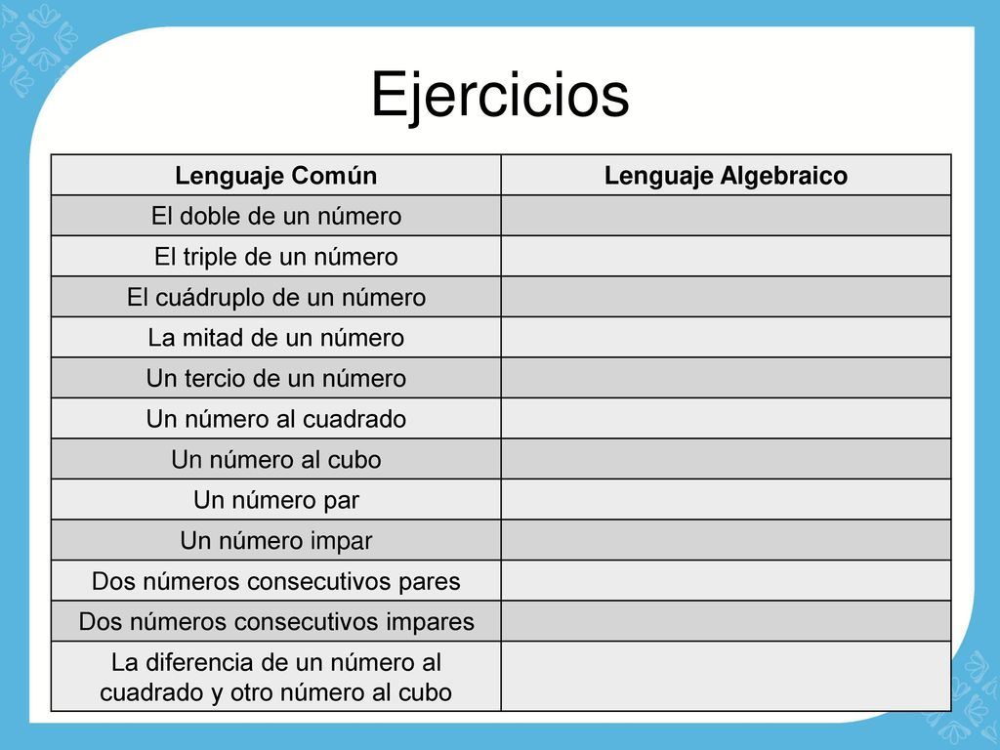 Ejercicios
Lenguaje Común
Lenguaje Algebraico
El doble de un número
El triple de un número
El cuádruplo de un número
La mitad de un número
Un tercio de un número
Un número al cuadrado
Un número al cubo
Un número par
Un número impar
Dos números consecutivos pares
Dos números consecutivos impares
La diferencia de un número al
cuadrado y otro número al cubo